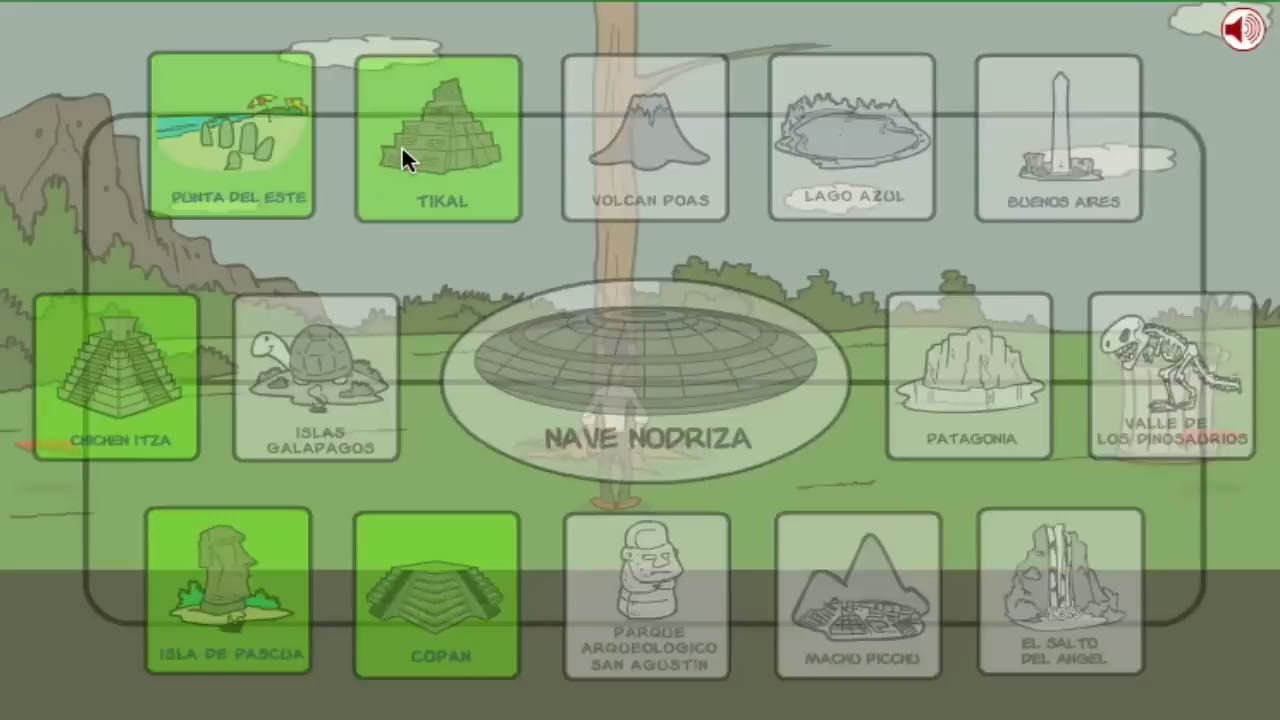 PUNTA DEL ESTE
TIKAL
VOLCAN POAS
LAGO AZUL
BUENOS AIRES
CHICHEN ITZA
ISLAS
GALAPAGOS
NAVE NODRIZA
PATAGONIA
VALLE DE
LOS DINOSAURIOS
ISLA DE PASCUA
COPAN
PARQUE
ARQUEOLOGICO
SAN AGUSTIN
MACHU PICCHU
EL SALTO
DEL ANGEL